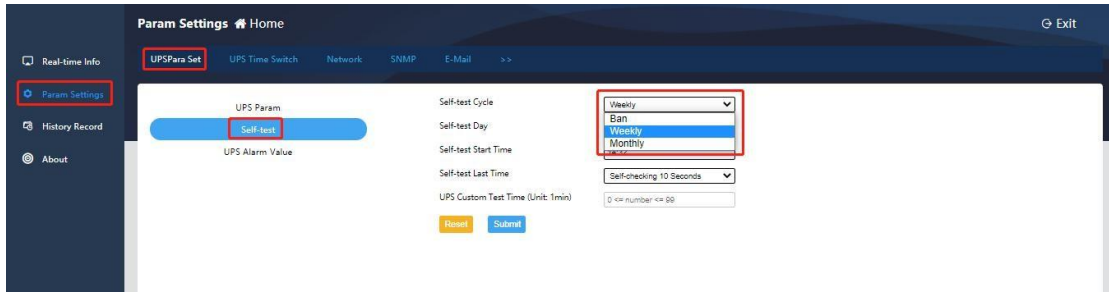 Param Settings Home
Exit
Real-time Info
Param Settings
History Record
About
UPSPara Set
UPS Time Switch
Network
SNMP
E-Mail
>>
UPS Param
Self-test
UPS Alarm Value
Self-test Cycle
Weekly
Ban
Weekly
Monthly
Self-test Day
Self-test Start Time
Self-test Last Time
Self-checking 10 Seconds
UPS Custom Test Time (Unit: 1min)
0 <= number <= 99
Reset
Submit